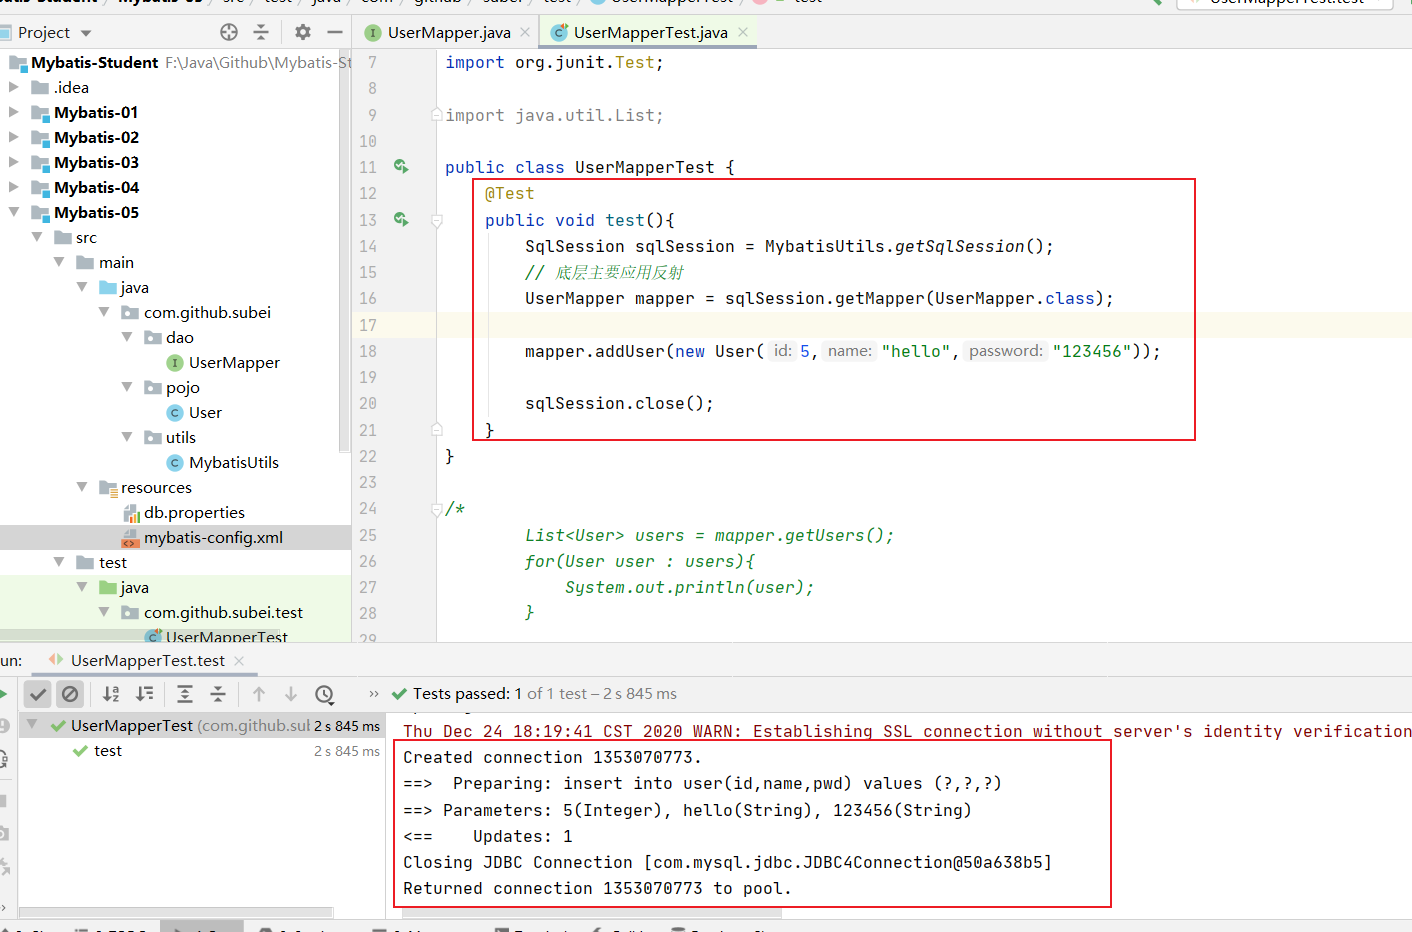 Project
UserMapper.java
UserMapperTest.java
Mybatis-Student F:\Java\Github\Mybatis-St
.idea
Mybatis-01
Mybatis-02
Mybatis-03
Mybatis-04
Mybatis-05
src
main
java
com.github.subei
dao
UserMapper
pojo
User
utils
MybatisUtils
resources
db.properties
mybatis-config.xml
test
java
com.github.subei.test
UserMapperTest
7 import org.junit.Test;
8
9 import java.util.List;
10
11 public class UserMapperTest {
12 @Test
13 public void test(){
14 SqlSession sqlSession = MybatisUtils.getSqlSession();
15 // 底层主要应用反射
16 UserMapper mapper = sqlSession.getMapper(UserMapper.class);
17
18 mapper.addUser(new User( id: 5, name: "hello", password: "123456"));
19
20 sqlSession.close();
21 }
22 }
23
24 /*
25 List<User> users = mapper.getUsers();
26 for(User user : users){
27 System.out.println(user);
28 }
29
un: UserMapperTest.test
Tests passed: 1 of 1 test – 2 s 845 ms
UserMapperTest (com.github.sul 2 s 845 ms
test 2 s 845 ms
Thu Dec 24 18:19:41 CST 2020 WARN: Establishing SSL connection without server's identity verification
Created connection 1353070773.
==>  Preparing: insert into user(id,name,pwd) values (?,?,?)
==> Parameters: 5(Integer), hello(String), 123456(String)
<==    Updates: 1
Closing JDBC Connection [com.mysql.jdbc.JDBC4Connection@50a638b5]
Returned connection 1353070773 to pool.